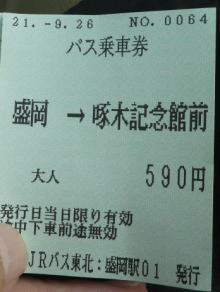 21.-9.26 NO.0064
バス乗車券
盛岡 → 啄木記念館前
大人 590円
発行日当日限り有効
途中下車前途無効
JRバス東北:盛岡駅01 発行